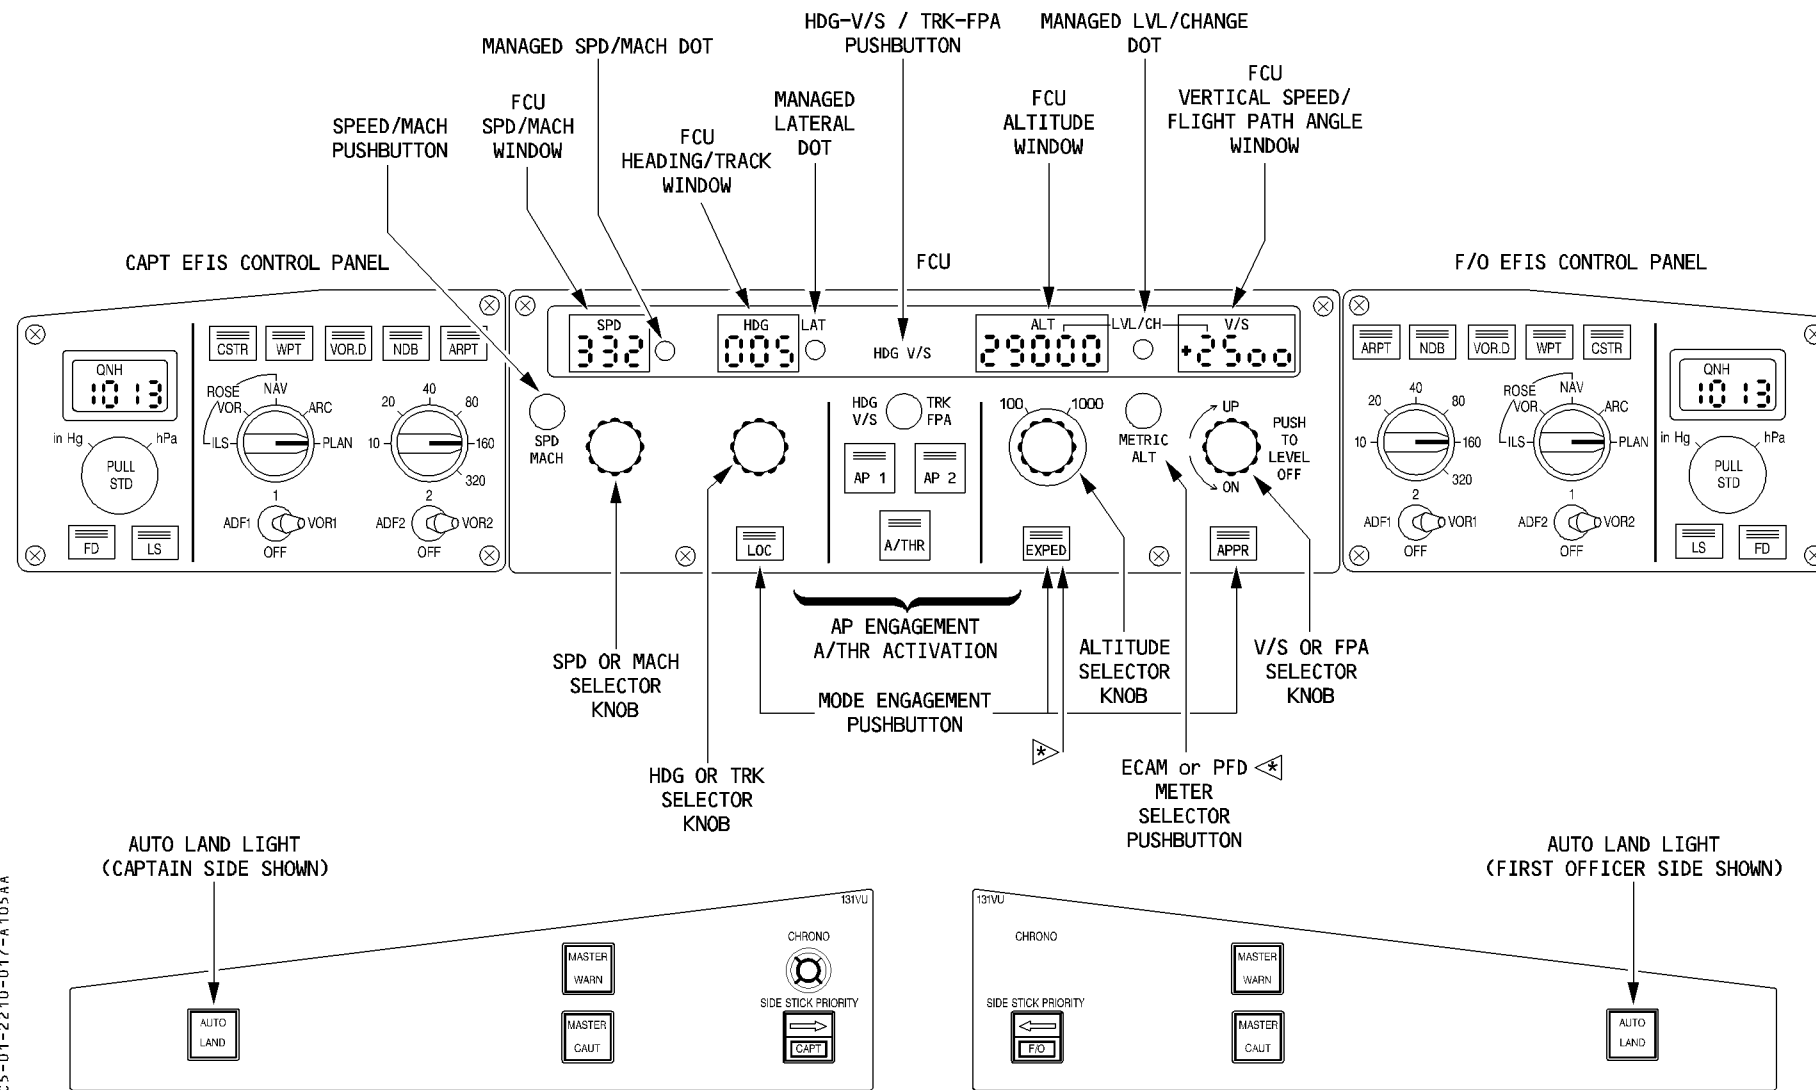 HDG-V/S / TRK-FPA
PUSHBUTTON
MANAGED LVL/CHANGE
DOT
MANAGED SPD/MACH DOT
FCU
VERTICAL SPEED/
FLIGHT PATH ANGLE
WINDOW
FCU
SPD/MACH
WINDOW
MANAGED
LATERAL
DOT
FCU
ALTITUDE
WINDOW
SPEED/MACH
PUSHBUTTON
FCU
HEADING/TRACK
WINDOW
CAPT EFIS CONTROL PANEL
FCU
F/O EFIS CONTROL PANEL
CSTR WPT VOR.D NDB ARPT
QNH
1013
in Hg hPa
PULL
STD
FD LS
ROSE NAV
VOR ARC
ILS PLAN
40
20 80
10 160
320
1
ADF1 VOR1
OFF
2
ADF2 VOR2
OFF
SPD HDG LAT ALT LVL/CH V/S
332 005 HDG V/S 29000 +2500
SPD
MACH
HDG
V/S
TRK
FPA
AP 1 AP 2
A/THR
LOC
100 1000
METRIC
ALT
UP
ON
PUSH
TO
LEVEL
OFF
EXPED
APPR
ARPT NDB VOR.D WPT CSTR
40
20 80
10 160
320
ROSE NAV
VOR ARC
ILS PLAN
2
ADF1 VOR1
OFF
1
ADF2 VOR2
OFF
QNH
1013
in Hg hPa
PULL
STD
LS FD
AP ENGAGEMENT
A/THR ACTIVATION
SPD OR MACH
SELECTOR
KNOB
ALTITUDE
SELECTOR
KNOB
V/S OR FPA
SELECTOR
KNOB
MODE ENGAGEMENT
PUSHBUTTON
*
HDG OR TRK
SELECTOR
KNOB
ECAM or PFD *
METER
SELECTOR
PUSHBUTTON
AUTO LAND LIGHT
(CAPTAIN SIDE SHOWN)
AUTO LAND LIGHT
(FIRST OFFICER SIDE SHOWN)
131VU
CHRONO
MASTER
WARN
SIDE STICK PRIORITY
AUTO
LAND
MASTER
CAUT
CAPT
131VU
CHRONO
MASTER
WARN
SIDE STICK PRIORITY
F/O
MASTER
CAUT
AUTO
LAND
-01-2210-017-A105AA